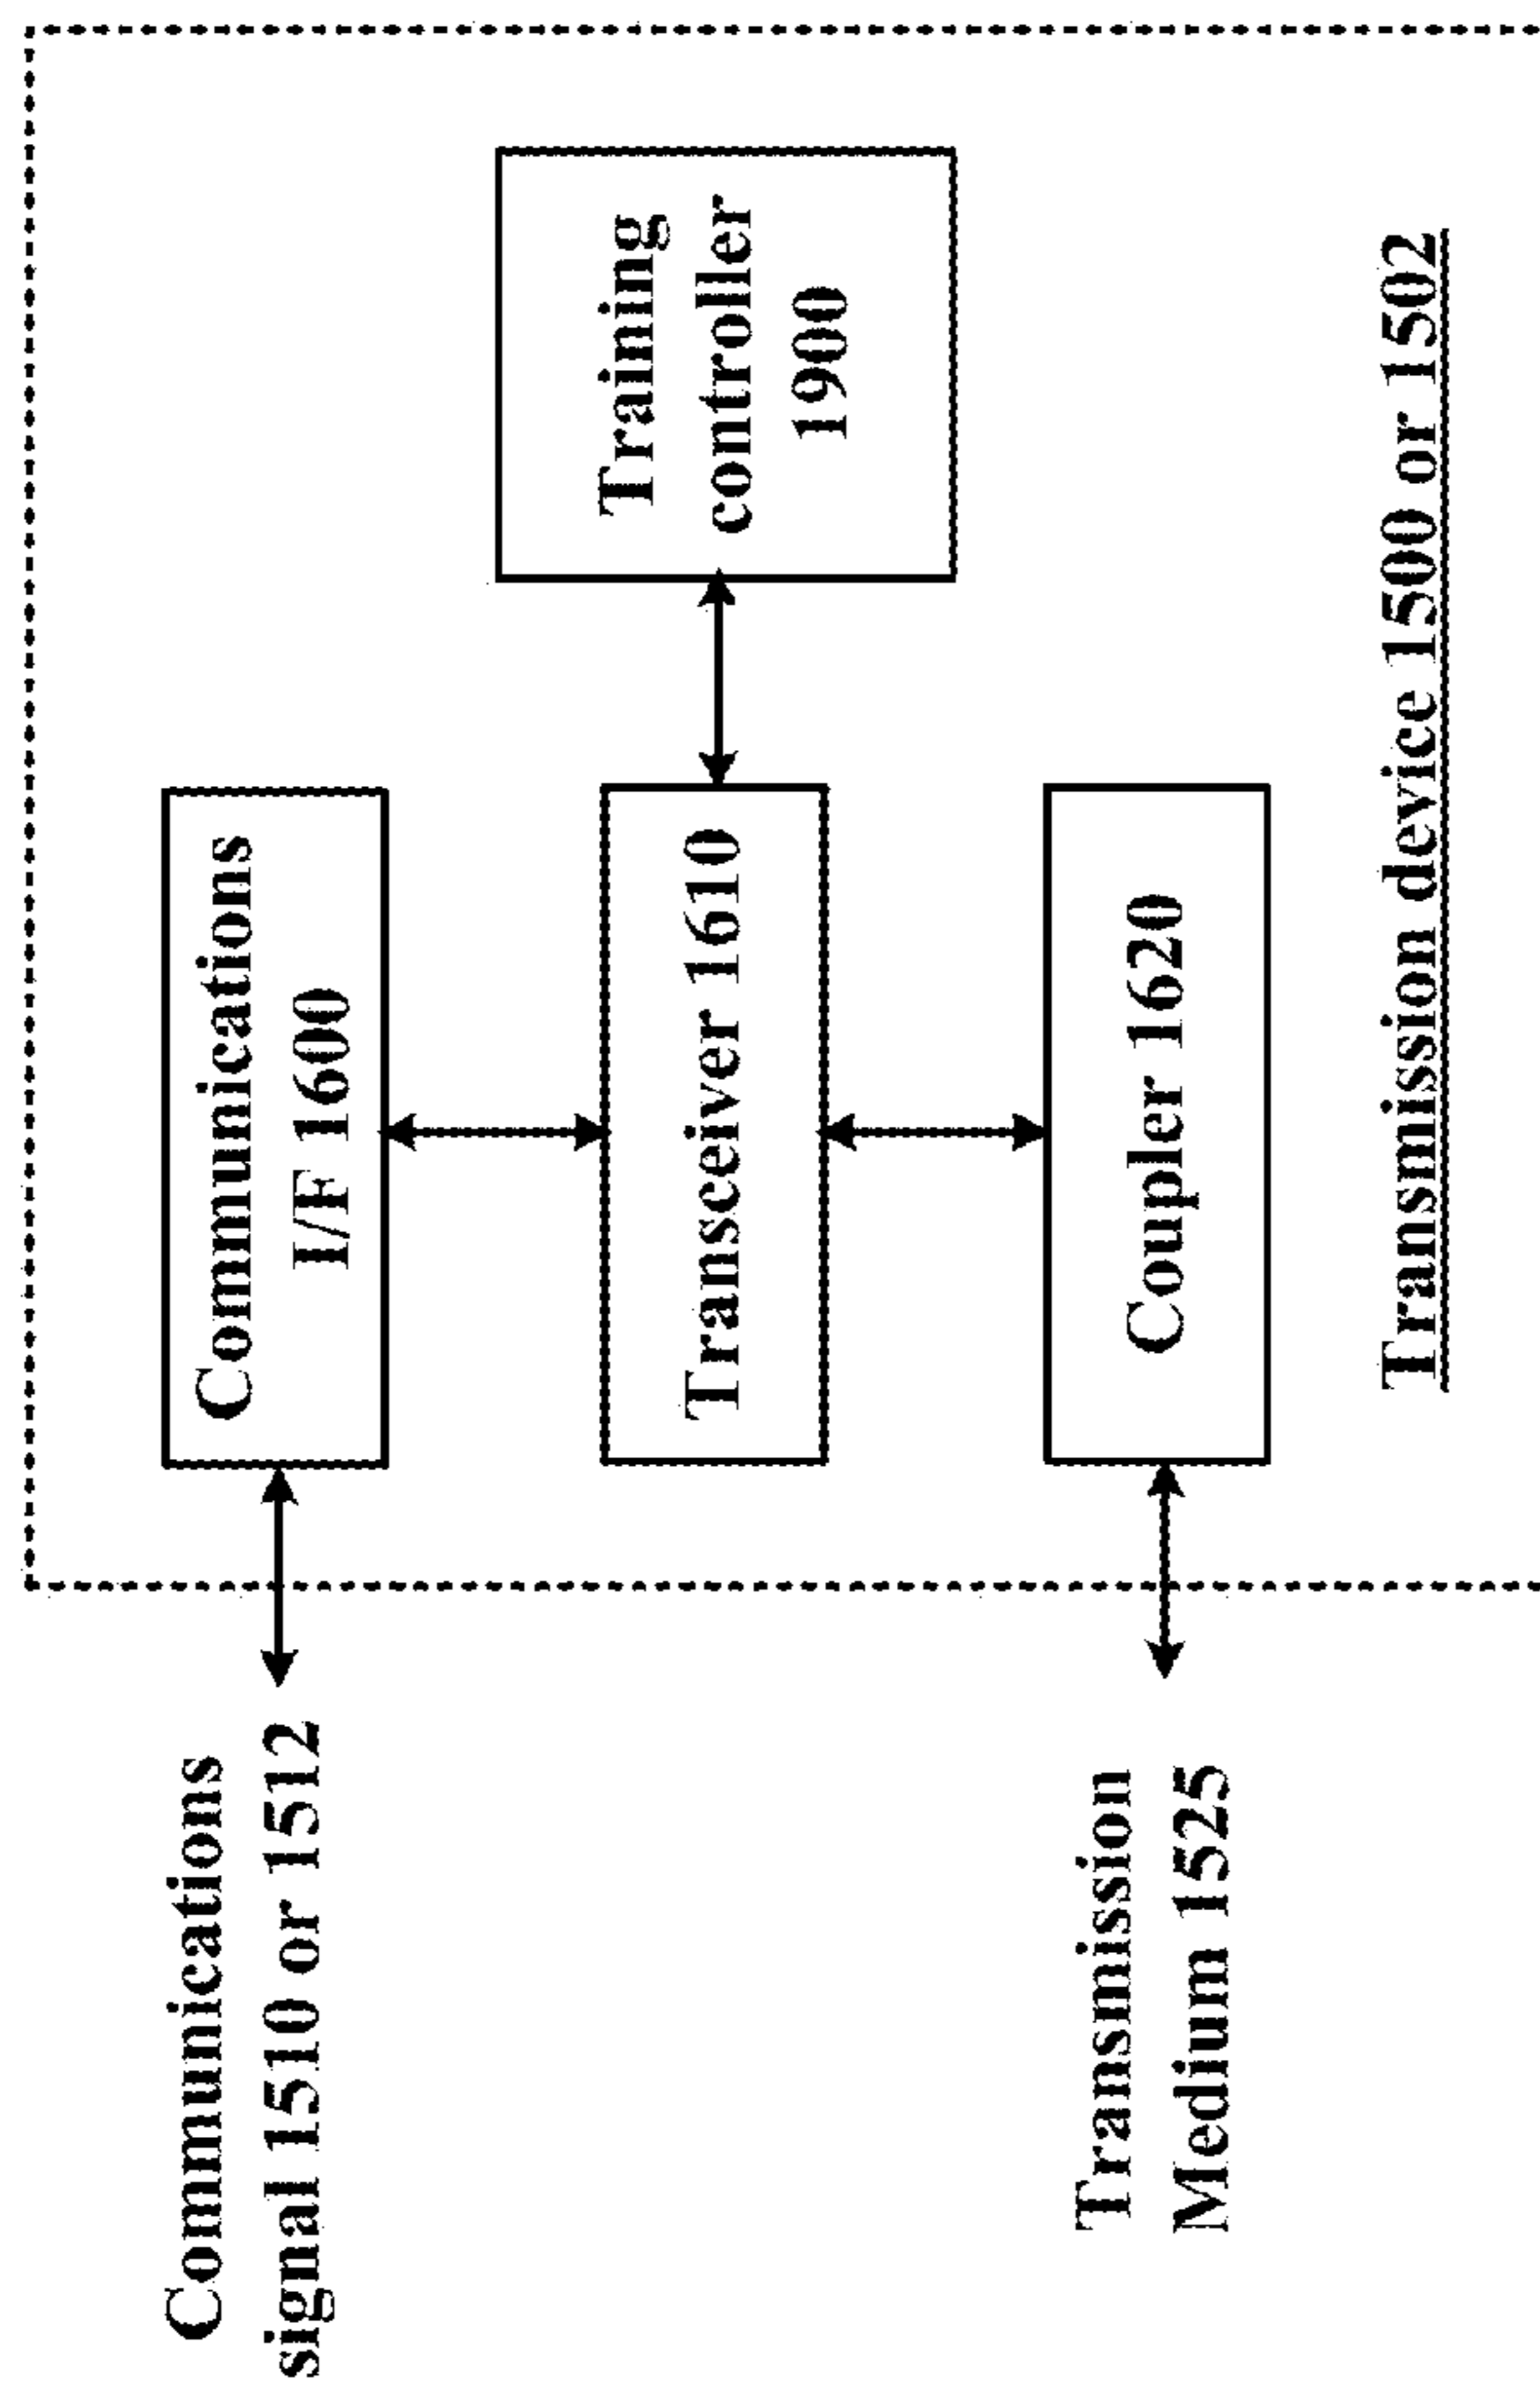 Communications
signal 1510 or 1512
Communications
I/F 1600
Transceiver 1610
Training
controller
1900
Transmission
Medium 1525
Coupler 1620
Transmission device 1500 or 1502